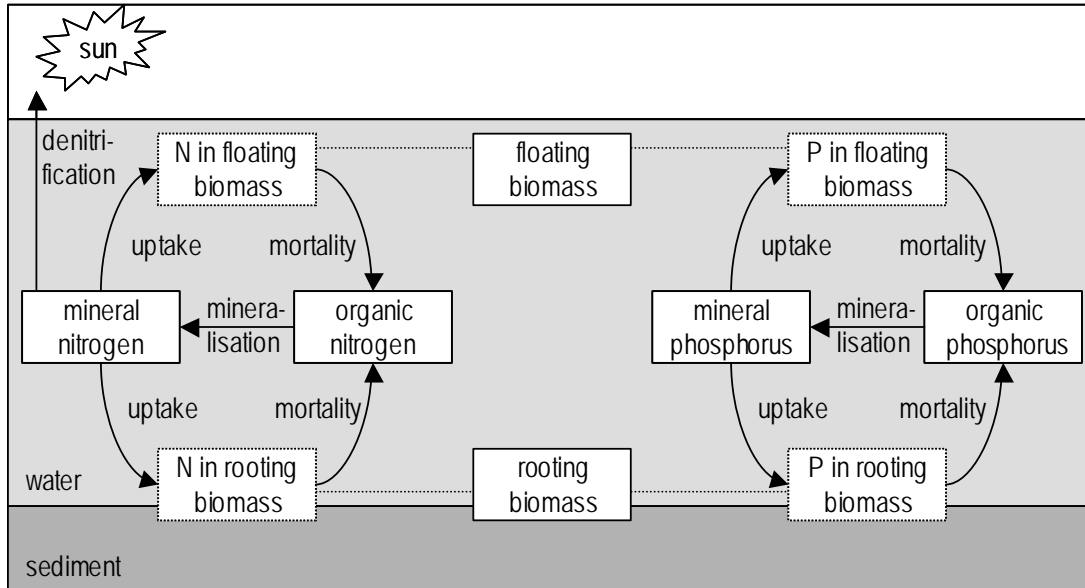 sun
denitri-
fication
N in floating
biomass
floating
biomass
P in floating
biomass
uptake
mortality
uptake
mortality
mineral
nitrogen
minera-
lisation
organic
nitrogen
mineral
phosphorus
minera-
lisation
organic
phosphorus
uptake
mortality
uptake
mortality
water
N in rooting
biomass
rooting
biomass
P in rooting
biomass
sediment